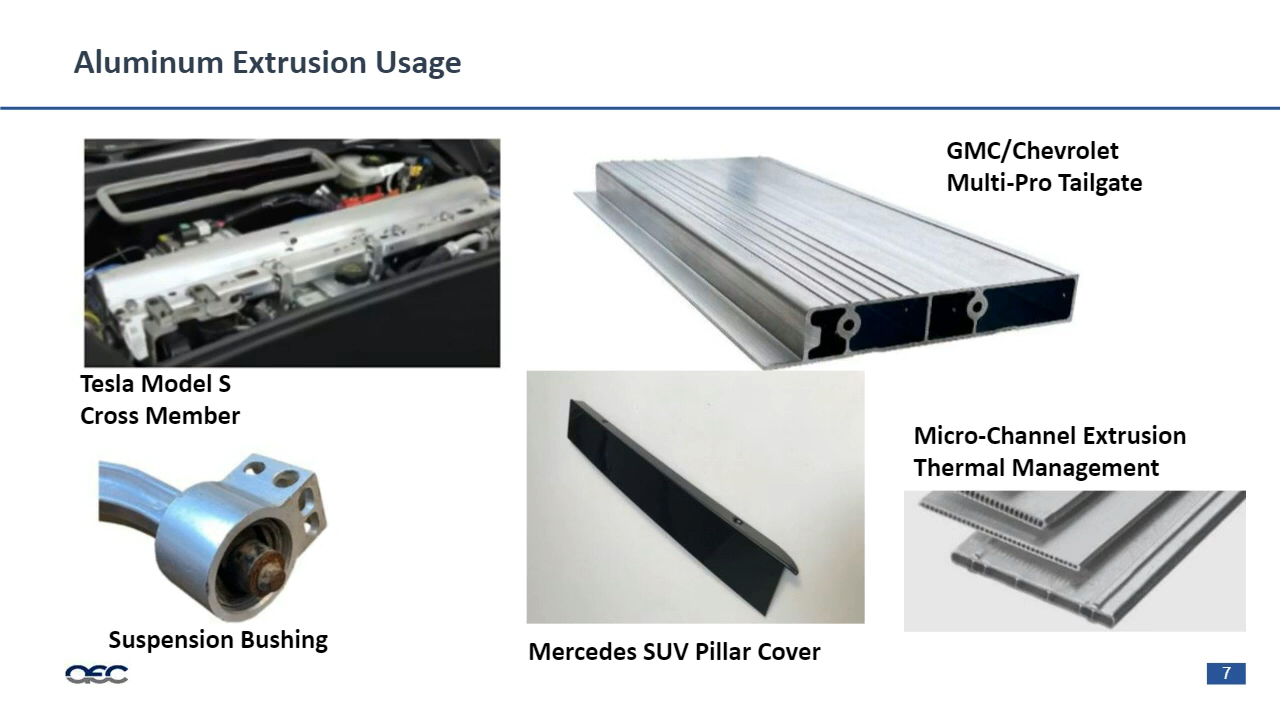 Aluminum Extrusion Usage
GMC/Chevrolet
Multi-Pro Tailgate
Tesla Model S
Cross Member
Micro-Channel Extrusion
Thermal Management
Suspension Bushing
Mercedes SUV Pillar Cover
aec
7